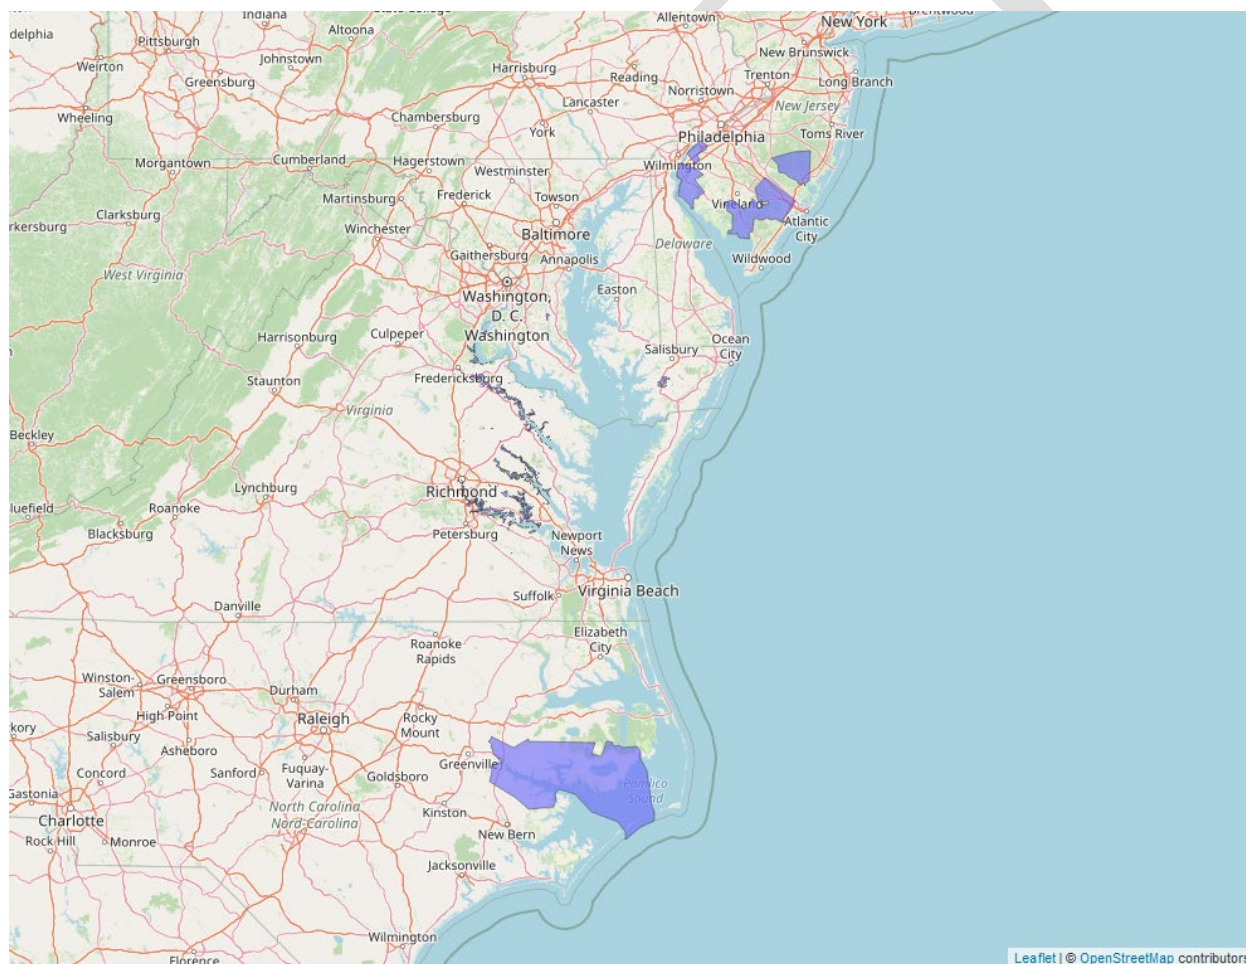 State College
Indiana
Altoona
Allentown
New York
Brentwood
delphia
Pittsburgh
New Brunswick
Weirton
Johnstown
Harrisburg
Reading
Trenton
Greensburg
Norristown
Long Branch
Lancaster
New Jersey
Wheeling
Chambersburg
York
Philadelphia
Toms River
Morgantown
Cumberland
Hagerstown
Wilmington
Westminster
Martinsburg
Frederick
Towson
Vineland
Clarksburg
rkersburg
Winchester
Baltimore
Atlantic
City
Delaware
Gaithersburg
Annapolis
Wildwood
West Virginia
Washington,
D. C.
Washington
Easton
Harrisonburg
Culpeper
Ocean
City
Salisbury
Staunton
Fredericksburg
Virginia
Beckley
Lynchburg
Richmond
luefield
Roanoke
Blacksburg
Petersburg
Newport
News
Suffolk
Virginia Beach
Danville
Elizabeth
City
Roanoke
Rapids
Winston-
Salem
Greensboro
Durham
High Point
Raleigh
Rocky
Mount
kory
Salisbury
Asheboro
Greenville
Concord
Sanford
Fuquay-
Varina
Goldsboro
Pamlico
Sound
Gastonia
North Carolina
Nord-Carolina
Kinston
Charlotte
Rock Hill
Monroe
New Bern
Jacksonville
Wilmington
Florence
Leaflet | © OpenStreetMap contributors